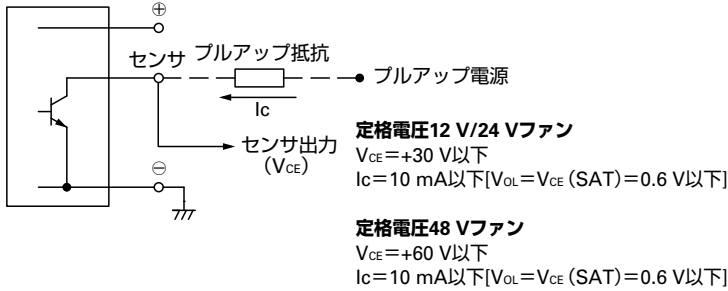 ⊕
センサ プルアップ抵抗
プルアップ電源
Ic
センサ出力
（VCE）
⊖
定格電圧12 V/24 Vファン
VCE＝+30 V以下
Ic＝10 mA以下[VOL＝VCE (SAT)＝0.6 V以下]
定格電圧48 Vファン
VCE＝+60 V以下
Ic＝10 mA以下[VOL＝VCE (SAT)＝0.6 V以下]